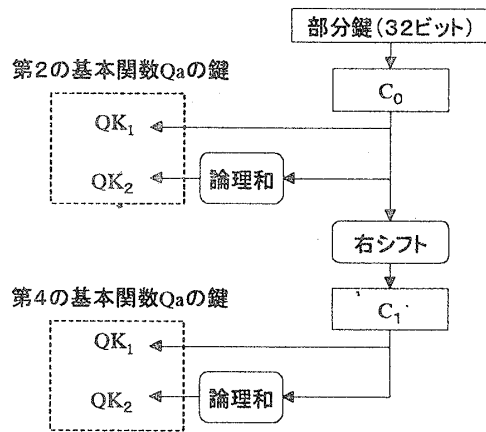 部分鍵(32ビット)
第2の基本関数Qaの鍵
C₀
QK₁
QK₂
論理和
右シフト
第4の基本関数Qaの鍵
C₁
QK₁
QK₂
論理和